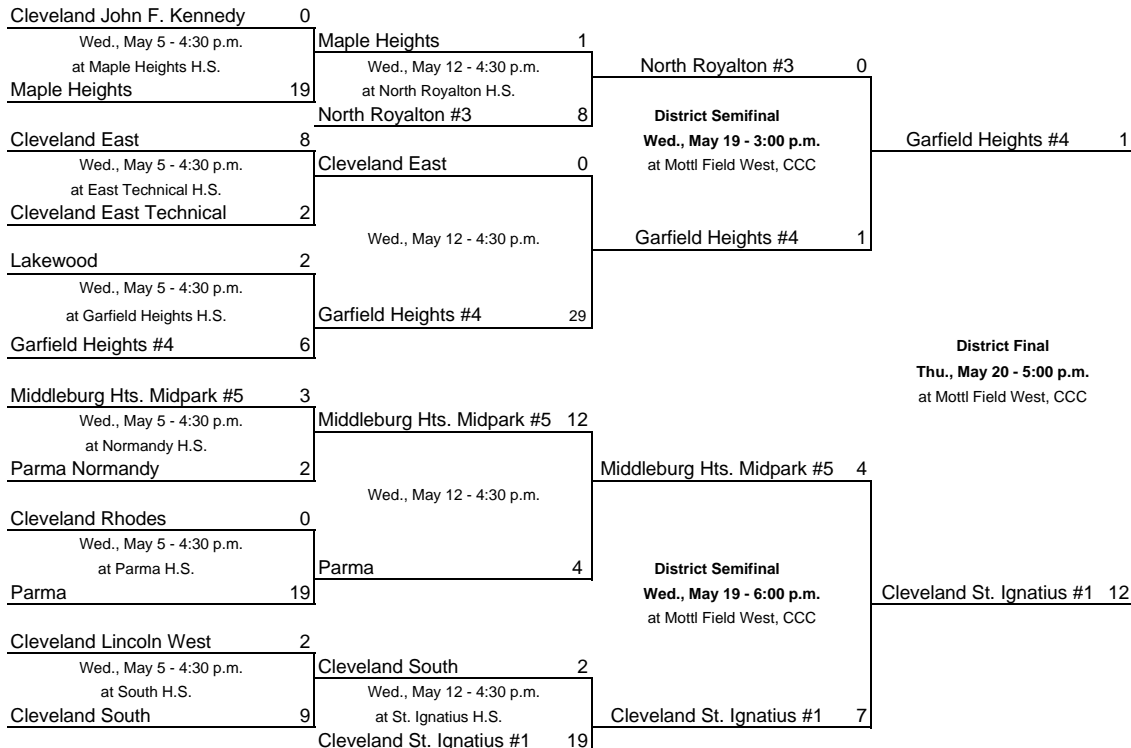 Cleveland John F. Kennedy 0
Wed., May 5 - 4:30 p.m.
at Maple Heights H.S.
Maple Heights 19
Cleveland East 8
Wed., May 5 - 4:30 p.m.
at East Technical H.S.
Cleveland East Technical 2
Lakewood 2
Wed., May 5 - 4:30 p.m.
at Garfield Heights H.S.
Garfield Heights #4 6
Middleburg Hts. Midpark #5 3
Wed., May 5 - 4:30 p.m.
at Normandy H.S.
Parma Normandy 2
Cleveland Rhodes 0
Wed., May 5 - 4:30 p.m.
at Parma H.S.
Parma 19
Cleveland Lincoln West 2
Wed., May 5 - 4:30 p.m.
at South H.S.
Cleveland South 9
Maple Heights 1
Wed., May 12 - 4:30 p.m.
at North Royalton H.S.
North Royalton #3 8
Cleveland East 0
Wed., May 12 - 4:30 p.m.
Garfield Heights #4 29
Middleburg Hts. Midpark #5 12
Wed., May 12 - 4:30 p.m.
Parma 4
Cleveland South 2
Wed., May 12 - 4:30 p.m.
at St. Ignatius H.S.
Cleveland St. Ignatius #1 19
North Royalton #3 0
District Semifinal
Wed., May 19 - 3:00 p.m.
at Mottl Field West, CCC
Garfield Heights #4 1
Middleburg Hts. Midpark #5 4
District Semifinal
Wed., May 19 - 6:00 p.m.
at Mottl Field West, CCC
Cleveland St. Ignatius #1 7
Garfield Heights #4 1
District Final
Thu., May 20 - 5:00 p.m.
at Mottl Field West, CCC
Cleveland St. Ignatius #1 12